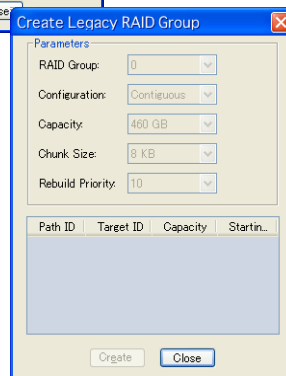 Create Legacy RAID Group
Parameters
RAID Group: 0
Configuration: Contiguous
Capacity: 460 GB
Chunk Size: 8 KB
Rebuild Priority: 10
Path ID Target ID Capacity Startin...
Create Close